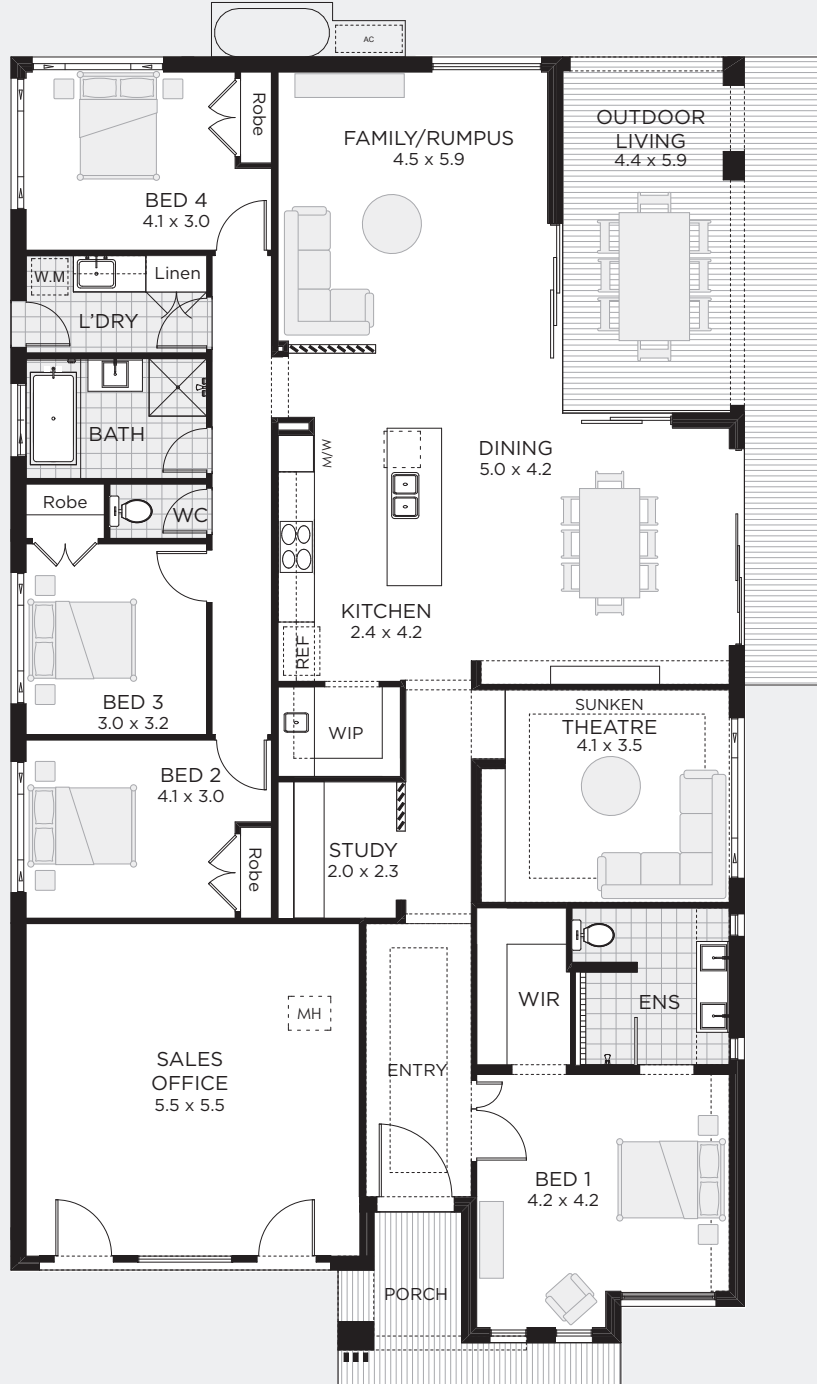 AC
Robe
FAMILY/RUMPUS
4.5 x 5.9
OUTDOOR
LIVING
4.4 x 5.9
BED 4
4.1 x 3.0
W.M
Linen
L'DRY
BATH
M/W
DINING
5.0 x 4.2
Robe
WC
KITCHEN
2.4 x 4.2
REF
BED 3
3.0 x 3.2
WIP
SUNKEN
THEATRE
4.1 x 3.5
BED 2
4.1 x 3.0
Robe
STUDY
2.0 x 2.3
WIR
ENS
MH
SALES
OFFICE
5.5 x 5.5
ENTRY
BED 1
4.2 x 4.2
PORCH